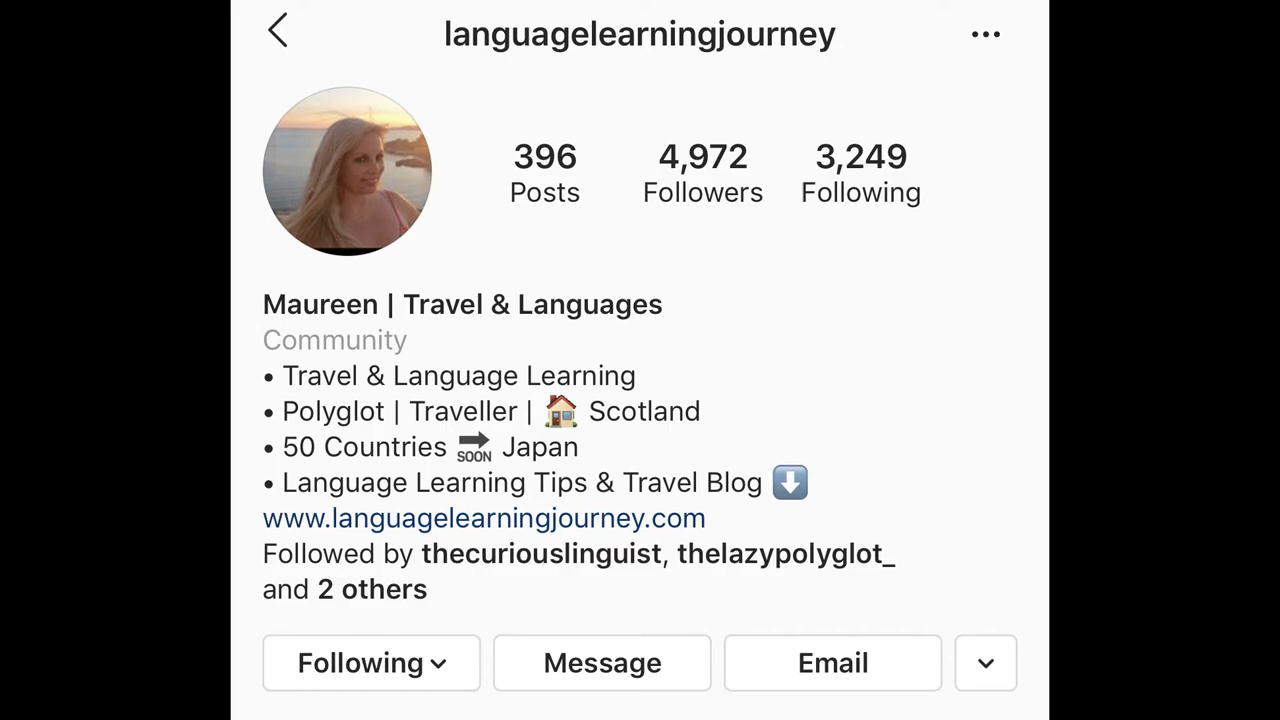 languagelearningjourney
396 4,972 3,249
Posts Followers Following
Maureen | Travel & Languages
Community
• Travel & Language Learning
• Polyglot | Traveller | 🏠 Scotland
• 50 Countries 🔜 Japan
• Language Learning Tips & Travel Blog ⬇️
www.languagelearningjourney.com
Followed by thecuriouslinguist, thelazypolyglot_
and 2 others
Following Message Email